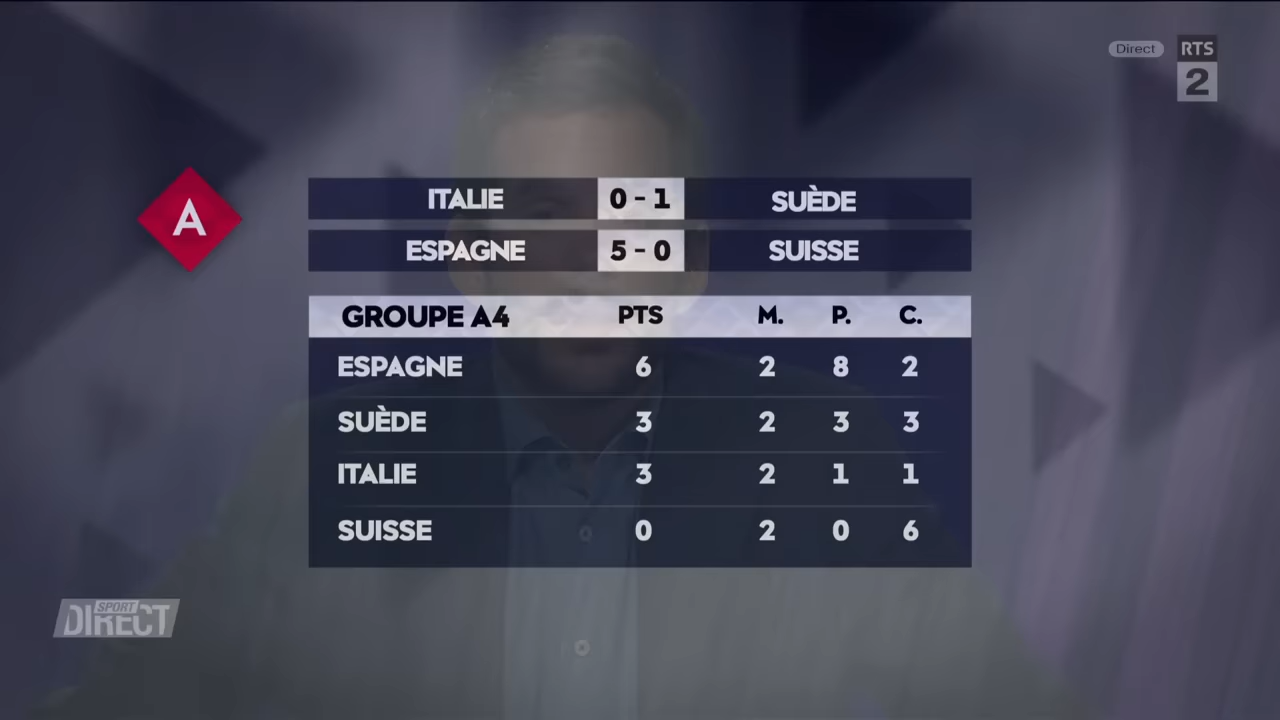 Direct RTS
2
A
ITALIE 0 - 1 SUÈDE
ESPAGNE 5 - 0 SUISSE
GROUPE A4 PTS M. P. C.
ESPAGNE 6 2 8 2
SUÈDE 3 2 3 3
ITALIE 3 2 1 1
SUISSE 0 2 0 6
SPORT
DIRECT